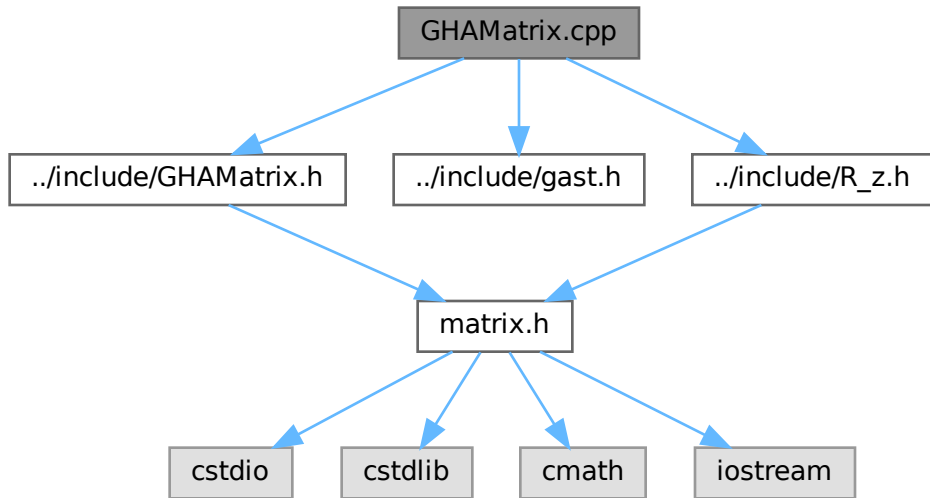 GHAMatrix.cpp
../include/GHAMatrix.h
../include/gast.h
../include/R_z.h
matrix.h
cstdio
cstdlib
cmath
iostream